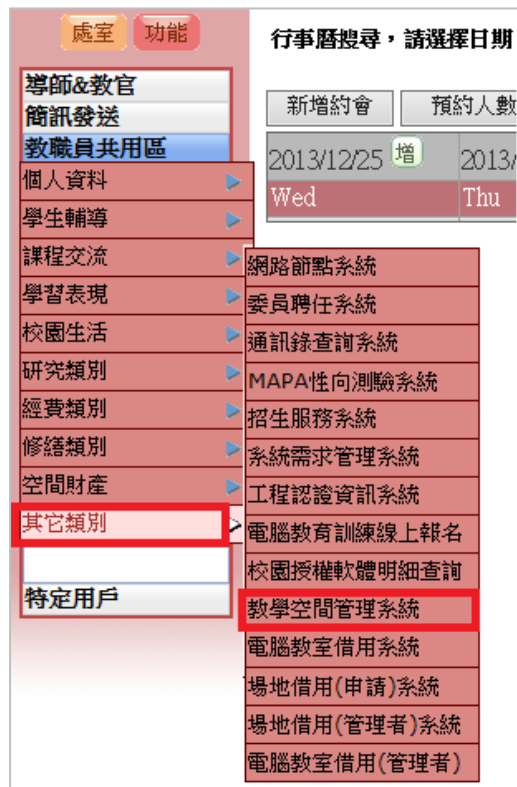 處室 功能
行事曆搜尋，請選擇日期
導師&教官
簡訊發送
教職員共用區
新增約會 預約人數
2013/12/25 增 2013/
Wed Thu
個人資料
學生輔導
課程交流
學習表現
校園生活
研究類別
經費類別
修繕類別
空間財產
其它類別
特定用戶
網路節點系統
委員聘任系統
通訊錄查詢系統
MAPA性向測驗系統
招生服務系統
系統需求管理系統
工程認證資訊系統
電腦教育訓練線上報名
校園授權軟體明細查詢
教學空間管理系統
電腦教室借用系統
場地借用(申請)系統
場地借用(管理者)系統
電腦教室借用(管理者)